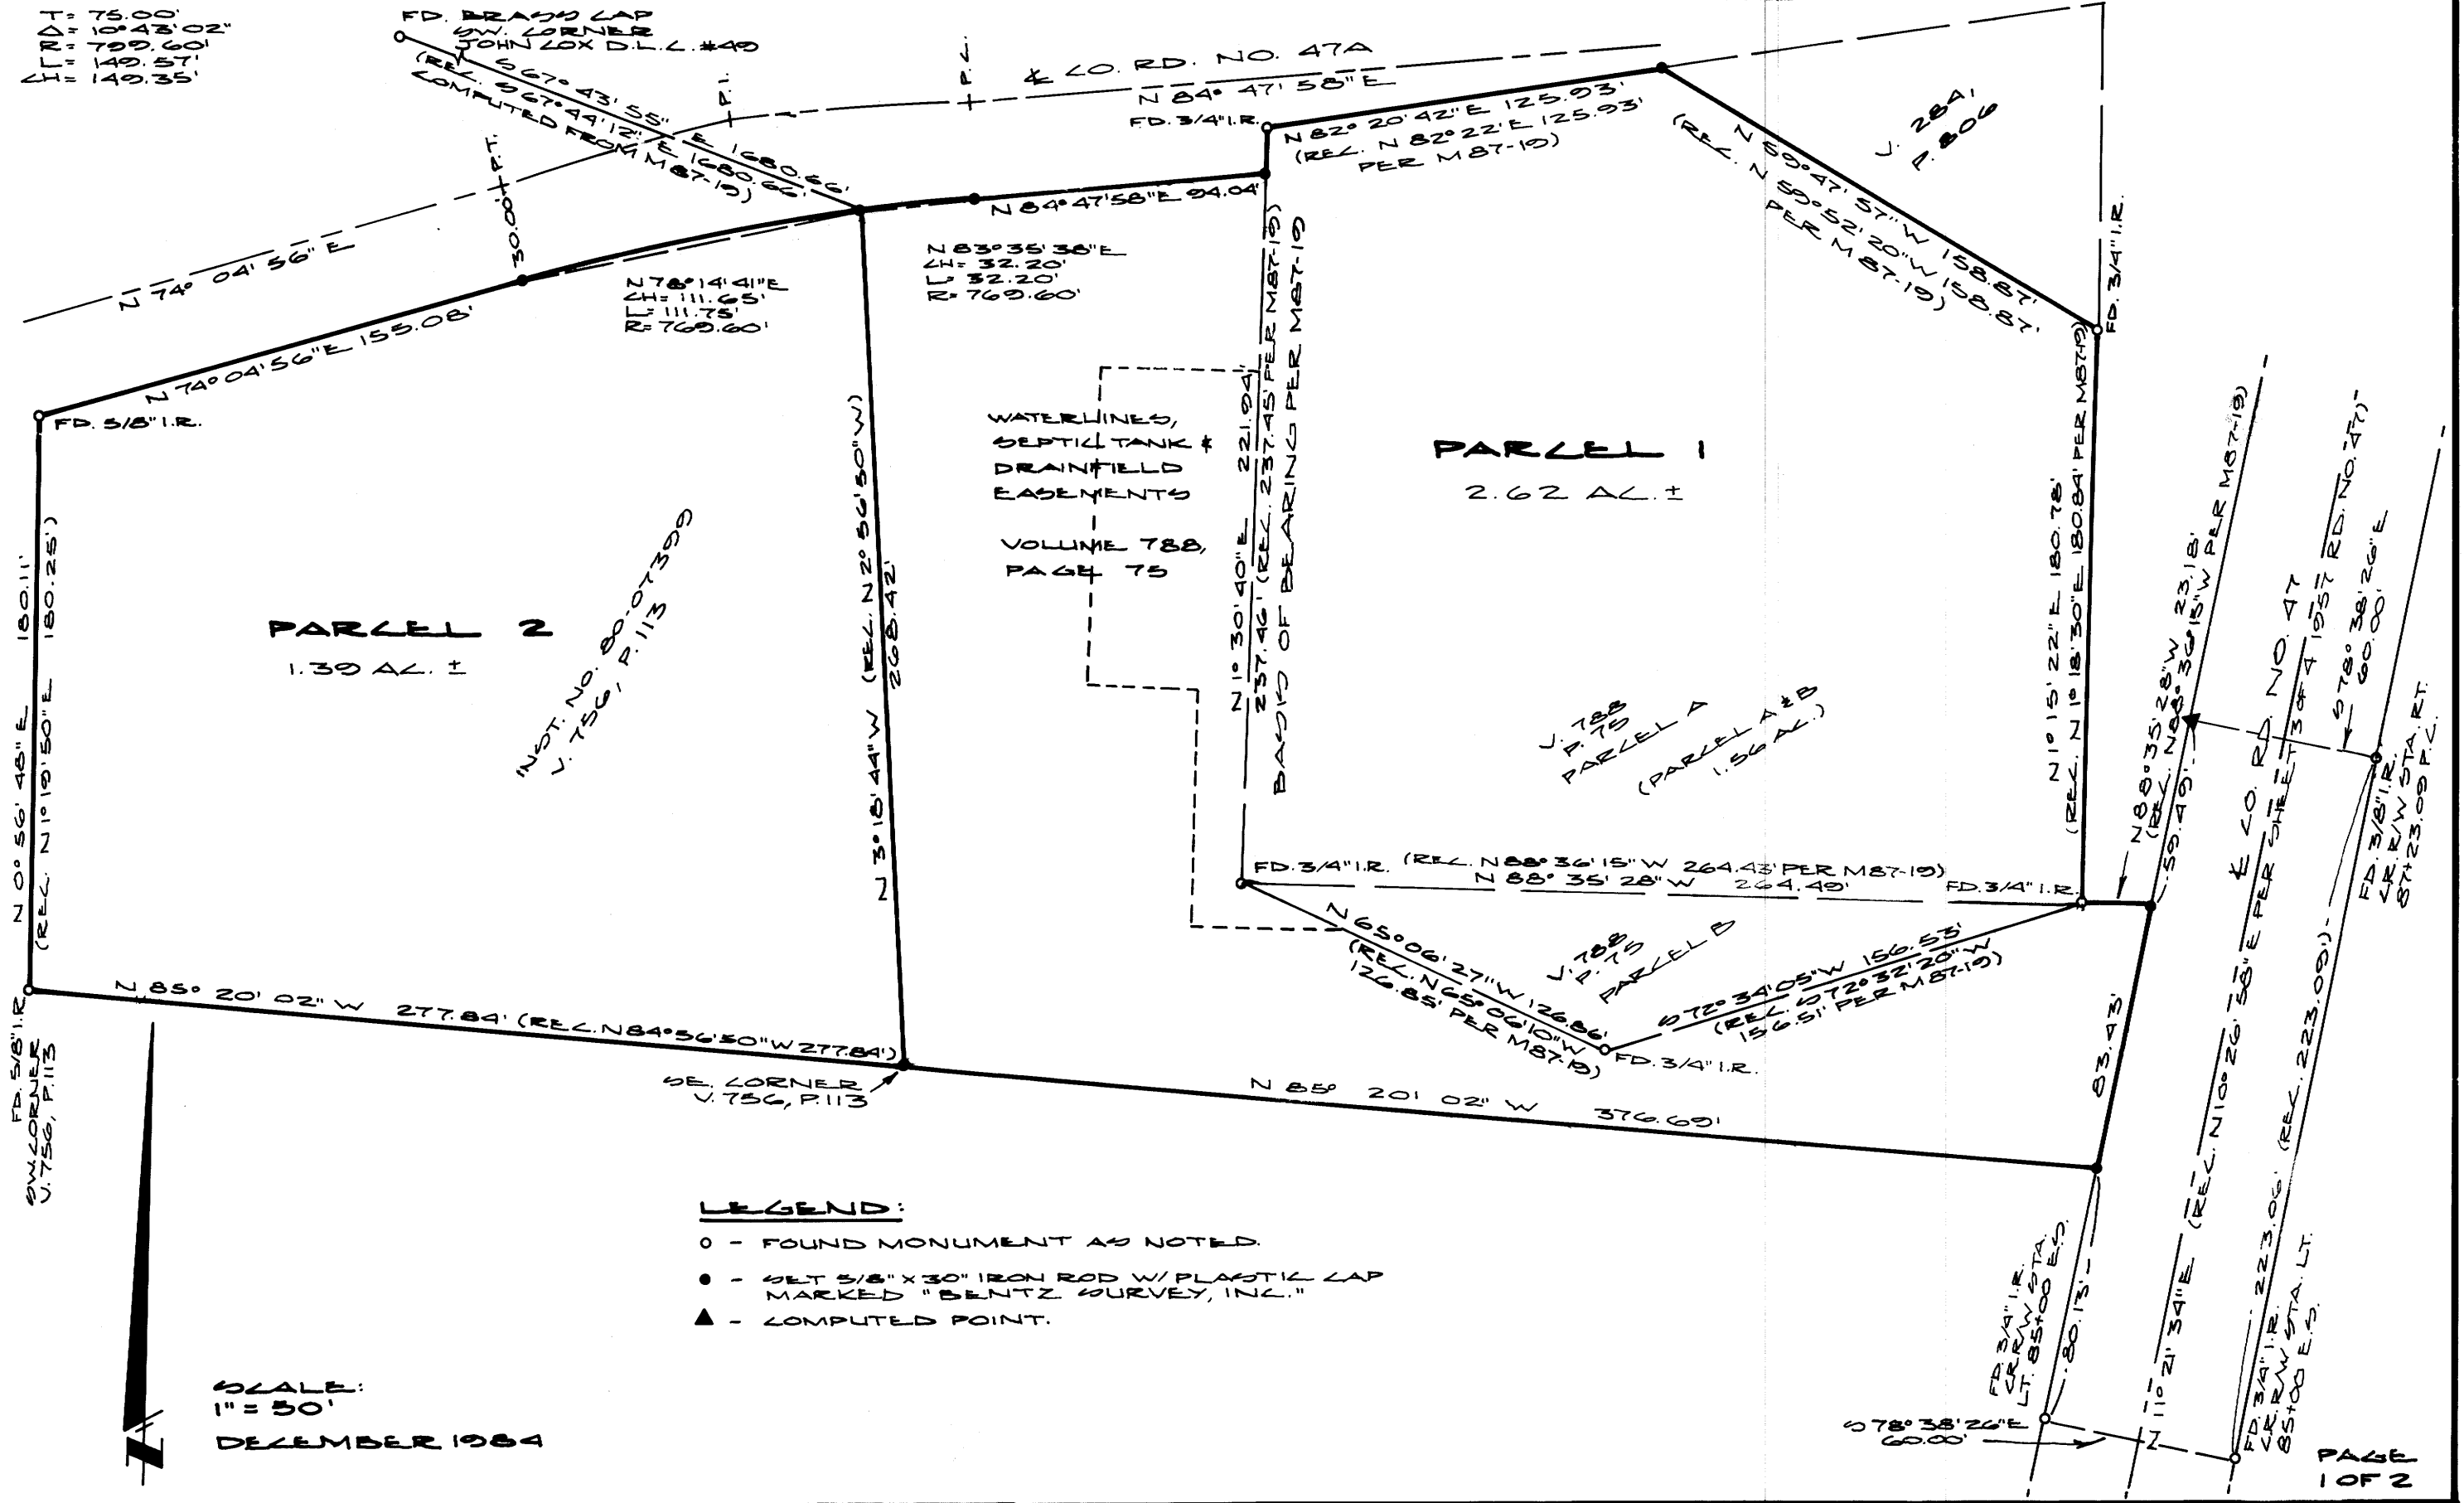 T= 75.00'
Δ= 10°43'02"
R= 799.60'
L= 149.57'
CH= 149.35'
FD. BRASS CAP
SW. CORNER
JOHN COX D.L.C. #49
S 67° 43' 55" E 1680.66'
(REC. S 67°44'12" E 1680.66'
COMPUTED FROM M87-19)
P.I.
P.C.
30.00' P.T.
℄ CO. RD. NO. 47A
N 84° 47' 58" E
N 74° 04' 56" E
FD. 3/4" I.R.
N 82° 20' 42" E 125.93'
(REC. N 82° 22' E 125.93'
PER M 87-19)
N 59° 47' 57" W 158.87'
(REC. N 59° 52' 20" W 158.87'
PER M 87-19)
V. 284,
P. 806
FD. 3/4" I.R.
N 74° 04' 56" E 155.08'
N 84° 47' 58" E 94.04'
N 78° 14' 41" E
CH= 111.65'
L= 111.75'
R= 769.60'
N 83° 35' 38" E
CH= 32.20'
L= 32.20'
R= 769.60'
FD. 5/8" I.R.
WATERLINES,
SEPTIC TANK &
DRAINFIELD
EASEMENTS
VOLUME 788,
PAGE 75
N 1° 30' 40" E 221.94'
237.46' (REC. 237.45' PER M87-19)
BASIS OF BEARING PER M87-19)
PARCEL 1
2.62 AC. ±
PARCEL 2
1.39 AC. ±
INST. NO. 80-07399
V. 756, P. 113
N 0° 56' 48" E 180.11'
(REC. N 1° 19' 50" E 180.25')
N 3° 18' 44" W (REC. N 2° 56' 50" W)
268.42'
N 1° 15' 22" E 180.78'
(REC. N 1° 18' 30" E 180.84' PER M87-19)
V. 788
P. 75
PARCEL A
(PARCEL A & B
1.56 AC.)
N 88° 35' 28" W 23.18'
(REC. N 88° 36' 15" W PER M87-19)
59.49'
℄ CO. RD. NO. 47
N 11° 21' 34" E (REC. N 10° 26' 58" E PER SHEET 3 OF 4 1957 RD. NO. 47)
S 78° 38' 26" E
60.00'
FD. 3/8" I.R.
CR. R/W STA. RT.
87+23.09 P.C.
FD. 3/4" I.R. (REC. N 88° 36' 15" W 264.43' PER M87-19)
N 88° 35' 28" W 264.49'
FD. 3/4" I.R.
N 65° 06' 27" W 126.86'
(REC. N 65° 06' 10" W
126.85' PER M87-19)
V. 788
P. 75
PARCEL B
S 72° 34' 05" W 156.53'
(REC. S 72° 32' 20" W
156.51' PER M87-19)
FD. 3/4" I.R.
83.43'
N 85° 20' 02" W 277.84' (REC. N 84° 56' 50" W 277.84')
N 85° 20' 02" W 376.69'
SE. CORNER
V. 756, P. 113
FD. 5/8" I.R.
SW. CORNER
V. 756, P. 113
223.06' (REC. 223.09')
LEGEND:
○ - FOUND MONUMENT AS NOTED.
● - SET 5/8" X 30" IRON ROD W/ PLASTIC CAP
MARKED "BENTZ SURVEY, INC."
▲ - COMPUTED POINT.
FD. 3/4" I.R.
CR. R/W STA.
LT. 85+00 E.S.
80.13'
S 78° 38' 26" E
60.00'
FD. 3/4" I.R.
CR. R/W STA. LT.
85+00 E.S.
N
SCALE:
1" = 50'
DECEMBER 1984
PAGE
1 OF 2